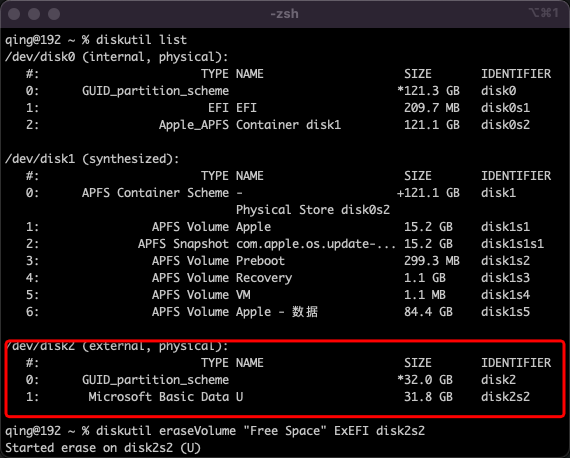 -zsh
⌥⌘1
qing@192 ~ % diskutil list
/dev/disk0 (internal, physical):
#: TYPE NAME SIZE IDENTIFIER
0: GUID_partition_scheme *121.3 GB disk0
1: EFI EFI 209.7 MB disk0s1
2: Apple_APFS Container disk1 121.1 GB disk0s2
/dev/disk1 (synthesized):
#: TYPE NAME SIZE IDENTIFIER
0: APFS Container Scheme - +121.1 GB disk1
Physical Store disk0s2
1: APFS Volume Apple 15.2 GB disk1s1
2: APFS Snapshot com.apple.os.update-... 15.2 GB disk1s1s1
3: APFS Volume Preboot 299.3 MB disk1s2
4: APFS Volume Recovery 1.1 GB disk1s3
5: APFS Volume VM 1.1 MB disk1s4
6: APFS Volume Apple - 数据 84.4 GB disk1s5
/dev/disk2 (external, physical):
#: TYPE NAME SIZE IDENTIFIER
0: GUID_partition_scheme *32.0 GB disk2
1: Microsoft Basic Data U 31.8 GB disk2s2
qing@192 ~ % diskutil eraseVolume "Free Space" ExEFI disk2s2
Started erase on disk2s2 (U)